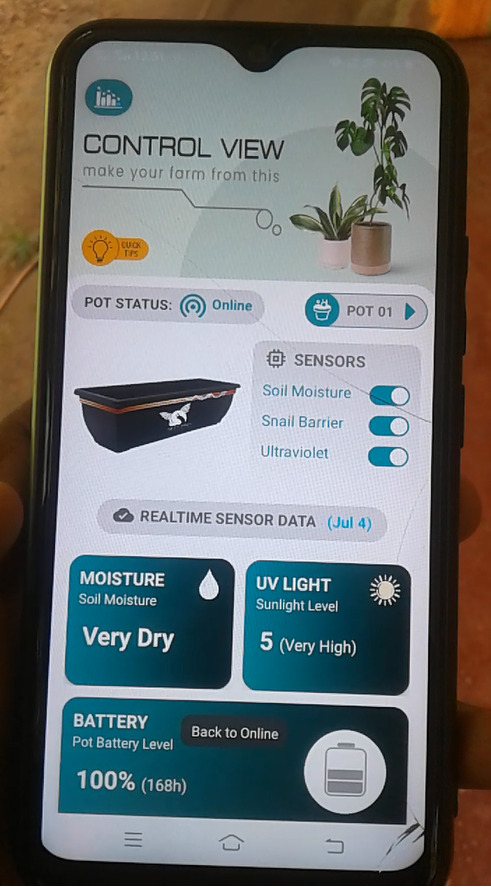 CONTROL VIEW
make your farm from this
QUICK
TIPS
POT STATUS: Online
POT 01
SENSORS
Soil Moisture
Snail Barrier
Ultraviolet
REALTIME SENSOR DATA (Jul 4)
MOISTURE
Soil Moisture
Very Dry
UV LIGHT
Sunlight Level
5 (Very High)
BATTERY
Pot Battery Level
Back to Online
100% (168h)